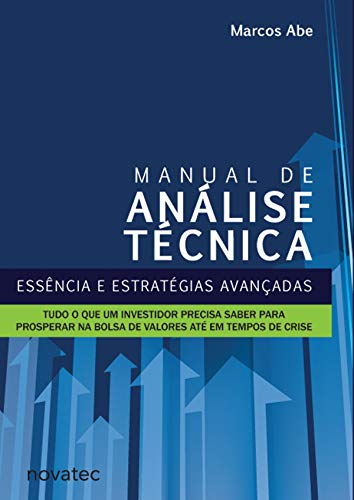 Marcos Abe
MANUAL DE
ANÁLISE
TÉCNICA
ESSÊNCIA E ESTRATÉGIAS AVANÇADAS
TUDO O QUE UM INVESTIDOR PRECISA SABER PARA
PROSPERAR NA BOLSA DE VALORES ATÉ EM TEMPOS DE CRISE
novatec